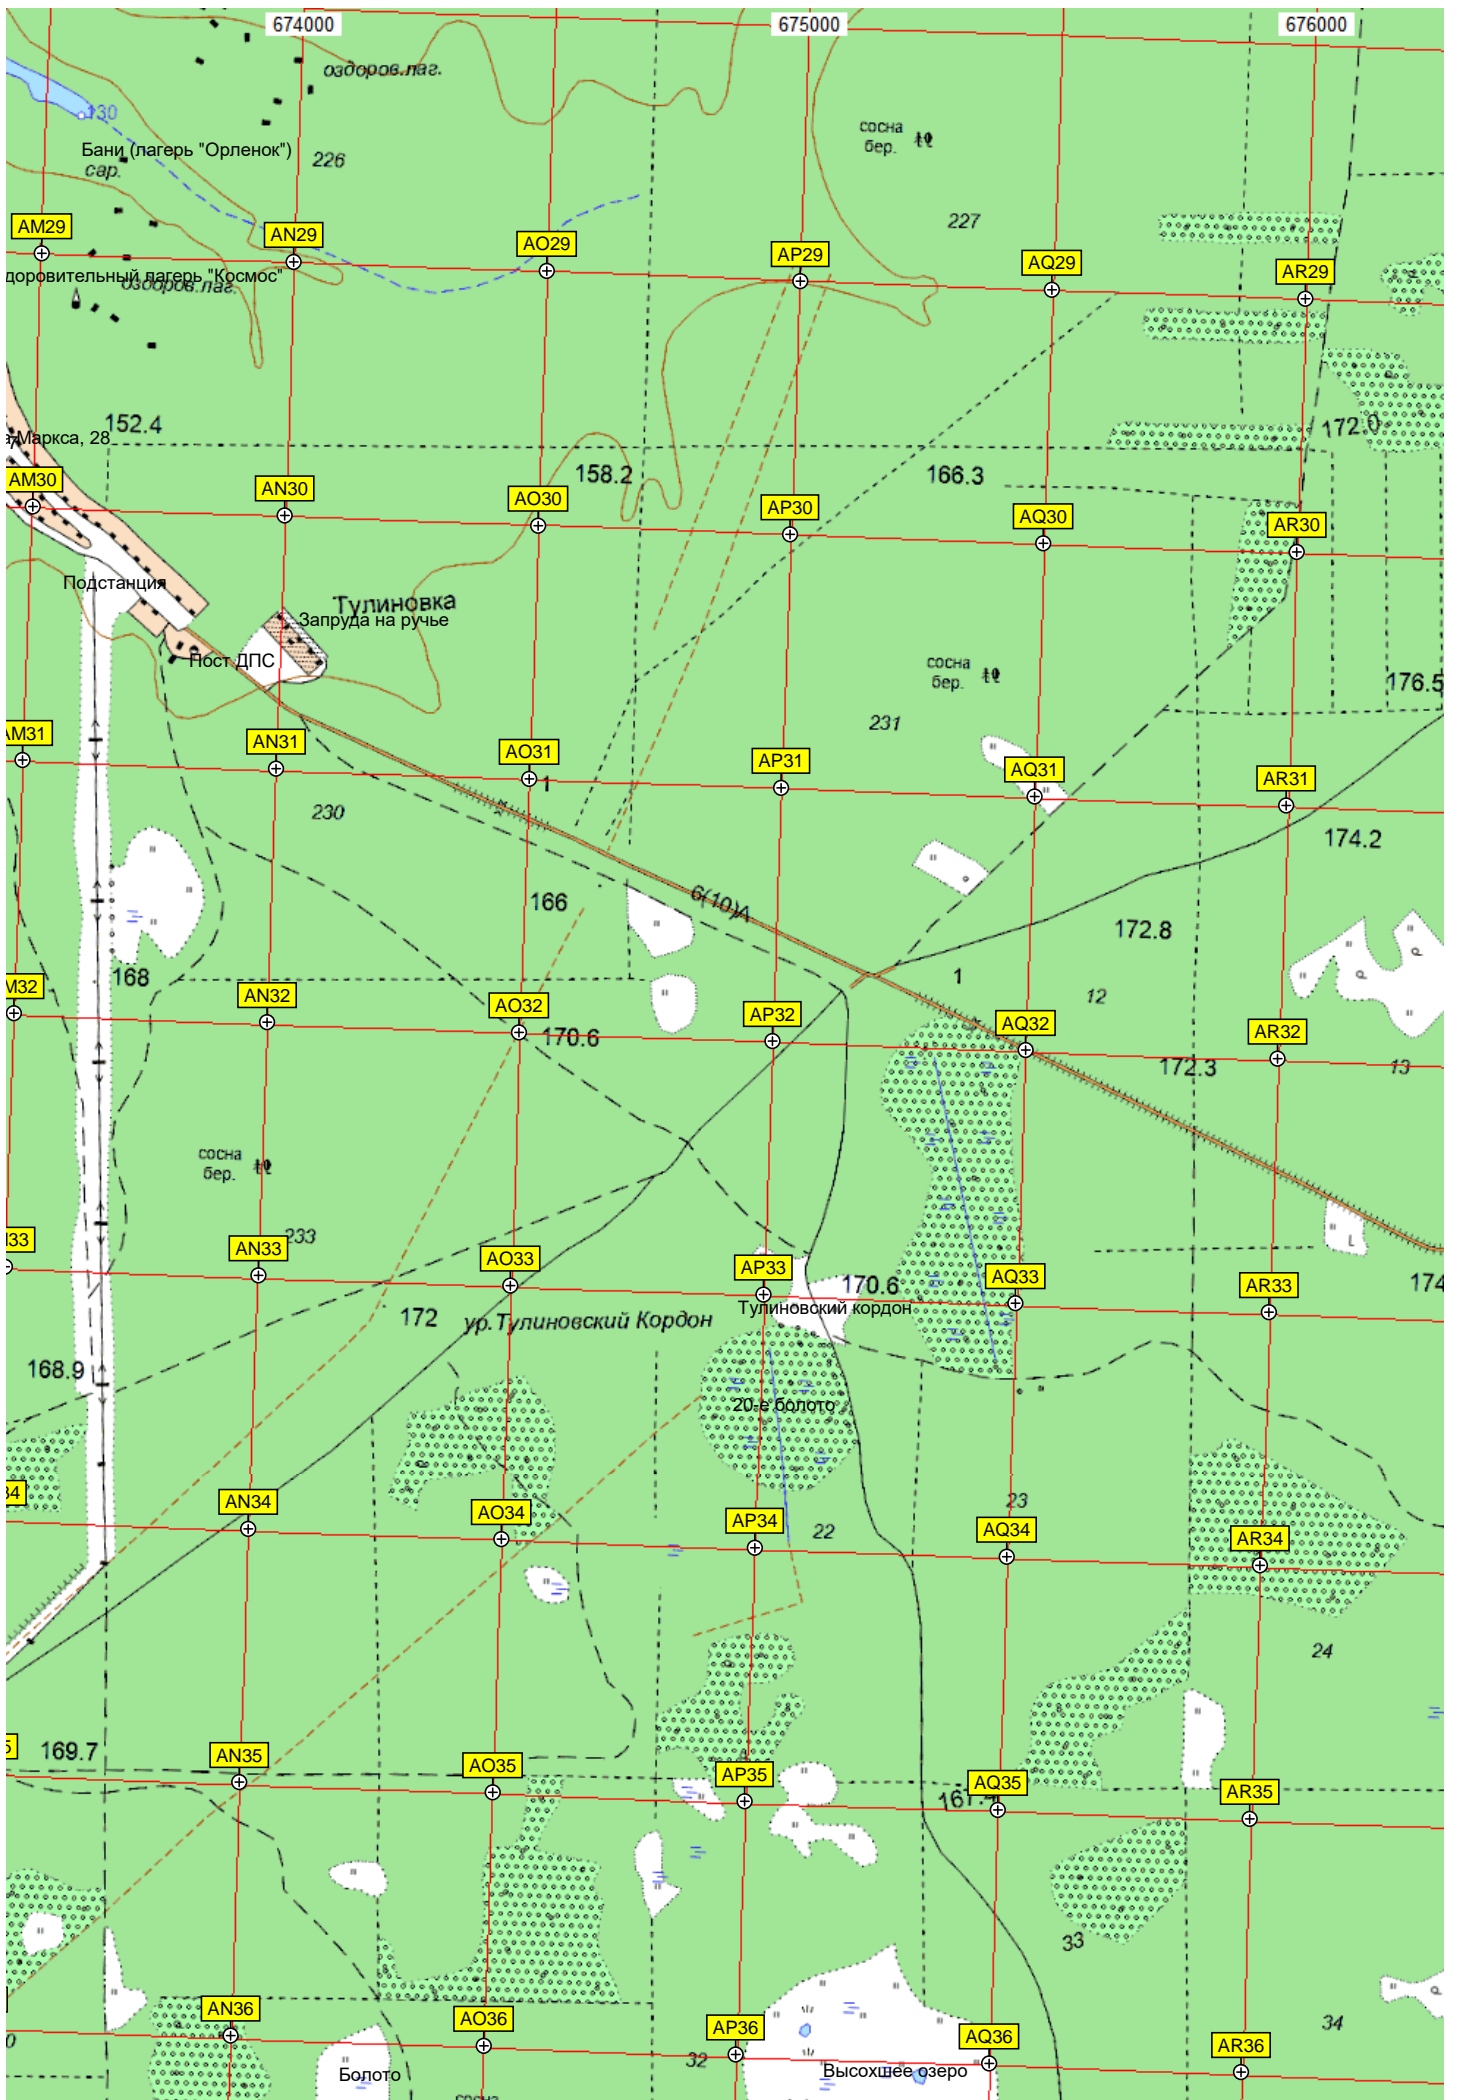 674000 675000 676000
оздоров.лаг.
130
сосна
бер.
Бани (лагерь "Орленок")
226
сар.
227
AM29 AN29 AO29 AP29 AQ29 AR29
доровительный лагерь "Космос"
оздоров.лаг.
152.4
172.0
Маркса, 28
158.2 166.3
AM30 AN30 AO30 AP30 AQ30 AR30
Подстанция
Тулиновка
Запруда на ручье
Пост ДПС
сосна
бер.
176.5
231
AM31 AN31 AO31 AP31 AQ31 AR31
1
230
174.2
166
6(10)А
172.8
168
1
12
M32 AN32 AO32 AP32 AQ32 AR32
170.6
172.3
13
сосна
бер.
233
33 AN33 AO33 AP33 AQ33 AR33
170.6
174
172
Тулиновский кордон
ур.Тулиновский Кордон
168.9
20-е болото
34 AN34 AO34 AP34 AQ34 AR34
23
22
24
169.7
5 AN35 AO35 AP35 AQ35 AR35
167.
33
AN36 AO36 AP36 AQ36 AR36
34
0
32
Болото
Высохшее озеро
сосна